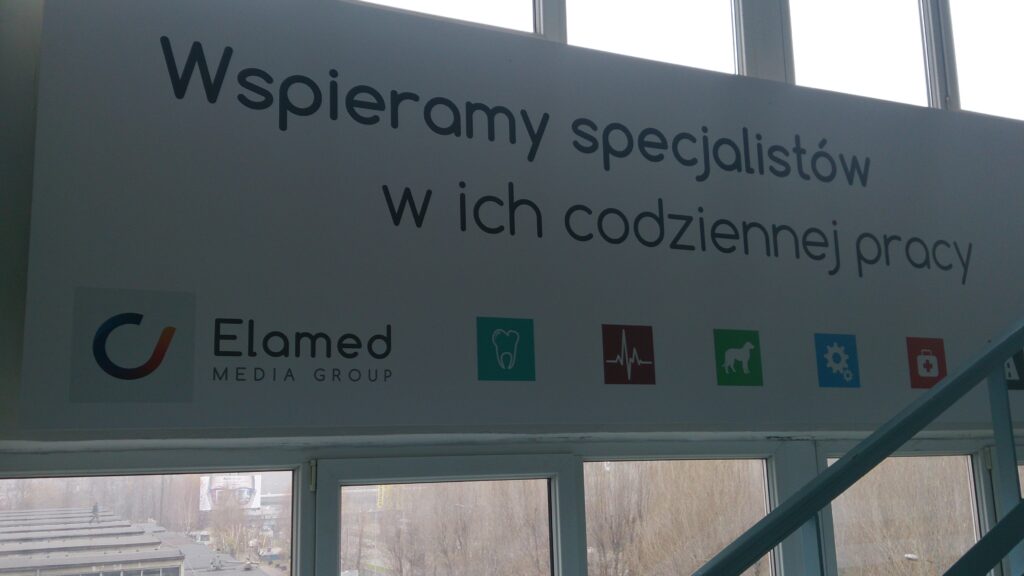 Wspieramy specjalistów
w ich codziennej pracy
Elamed
MEDIA GROUP